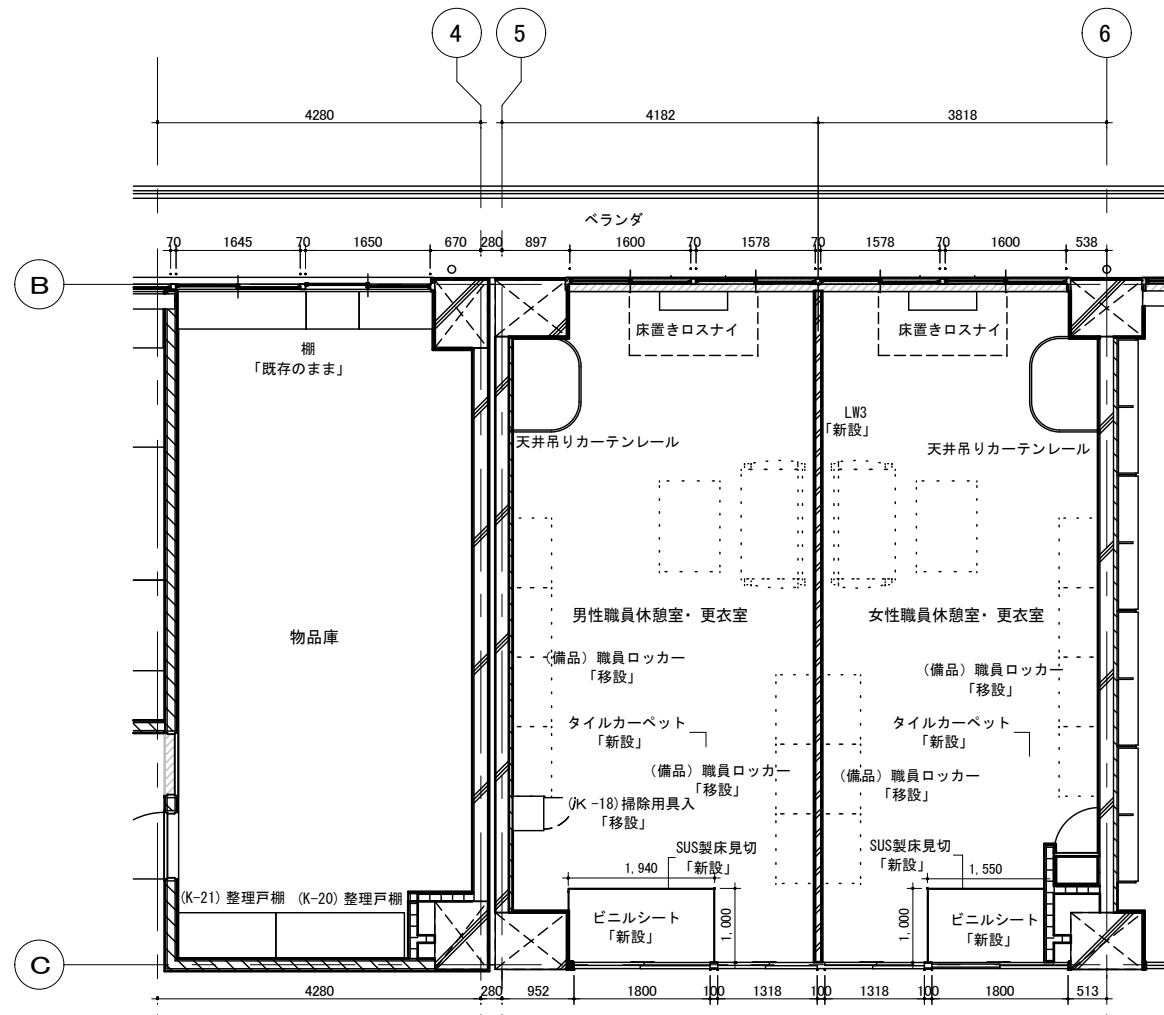 4
5
6
4280
4182
3818
ベランダ
70
1645
70
1650
670
280
897
1600
70
1578
70
1578
70
1600
538
B
床置きロスナイ
床置きロスナイ
棚
「既存のまま」
LW3
「新設」
天井吊りカーテンレール
天井吊りカーテンレール
物品庫
男性職員休憩室・更衣室
女性職員休憩室・更衣室
(備品)職員ロッカー
「移設」
(備品)職員ロッカー
「移設」
タイルカーペット
「新設」
タイルカーペット
「新設」
(備品)職員ロッカー
「移設」
(備品)職員ロッカー
「移設」
(K-18)掃除用具入
「移設」
SUS製床見切
「新設」
SUS製床見切
「新設」
1,940
1,550
(K-21)整理戸棚
(K-20)整理戸棚
ビニルシート
「新設」
1,000
1,000
ビニルシート
「新設」
C
4280
280
952
1800
100
1318
100
1318
100
1800
513